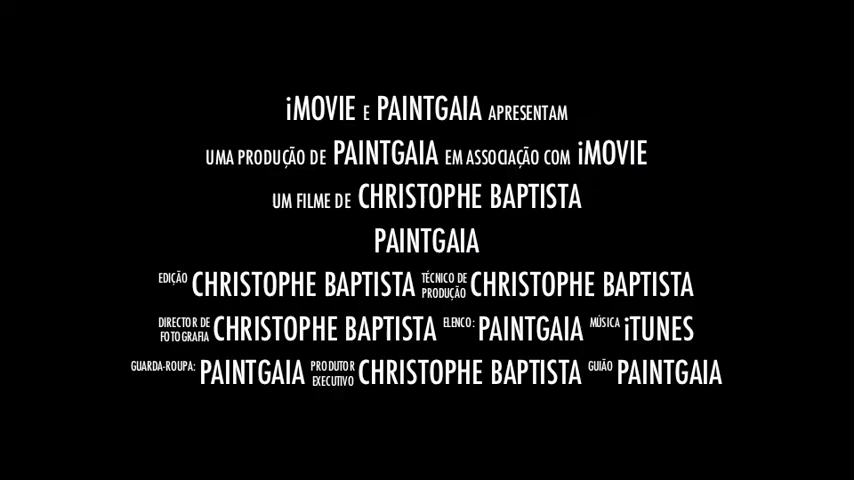 iMOVIE E PAINTGAIA APRESENTAM
UMA PRODUÇÃO DE PAINTGAIA EM ASSOCIAÇÃO COM iMOVIE
UM FILME DE CHRISTOPHE BAPTISTA
PAINTGAIA
EDIÇÃO CHRISTOPHE BAPTISTA TÉCNICO DE PRODUÇÃO CHRISTOPHE BAPTISTA
DIRECTOR DE FOTOGRAFIA CHRISTOPHE BAPTISTA ELENCO: PAINTGAIA MÚSICA iTUNES
GUARDA-ROUPA: PAINTGAIA PRODUTOR EXECUTIVO CHRISTOPHE BAPTISTA GUIÃO PAINTGAIA